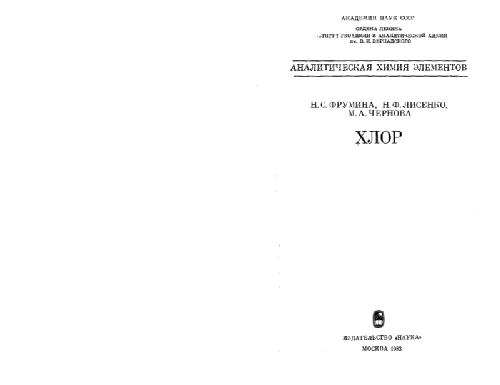 АКАДЕМИЯ НАУК СССР
ОРДЕНА ЛЕНИНА
ИНСТИТУТ ГЕОХИМИИ И АНАЛИТИЧЕСКОЙ ХИМИИ
им. В. И. ВЕРНАДСКОГО
АНАЛИТИЧЕСКАЯ ХИМИЯ ЭЛЕМЕНТОВ
Н. С. ФРУМИНА, Н. Ф. ЛИСЕНКО,
М. А. ЧЕРНОВА
ХЛОР
ИЗДАТЕЛЬСТВО «НАУКА»
МОСКВА 1983